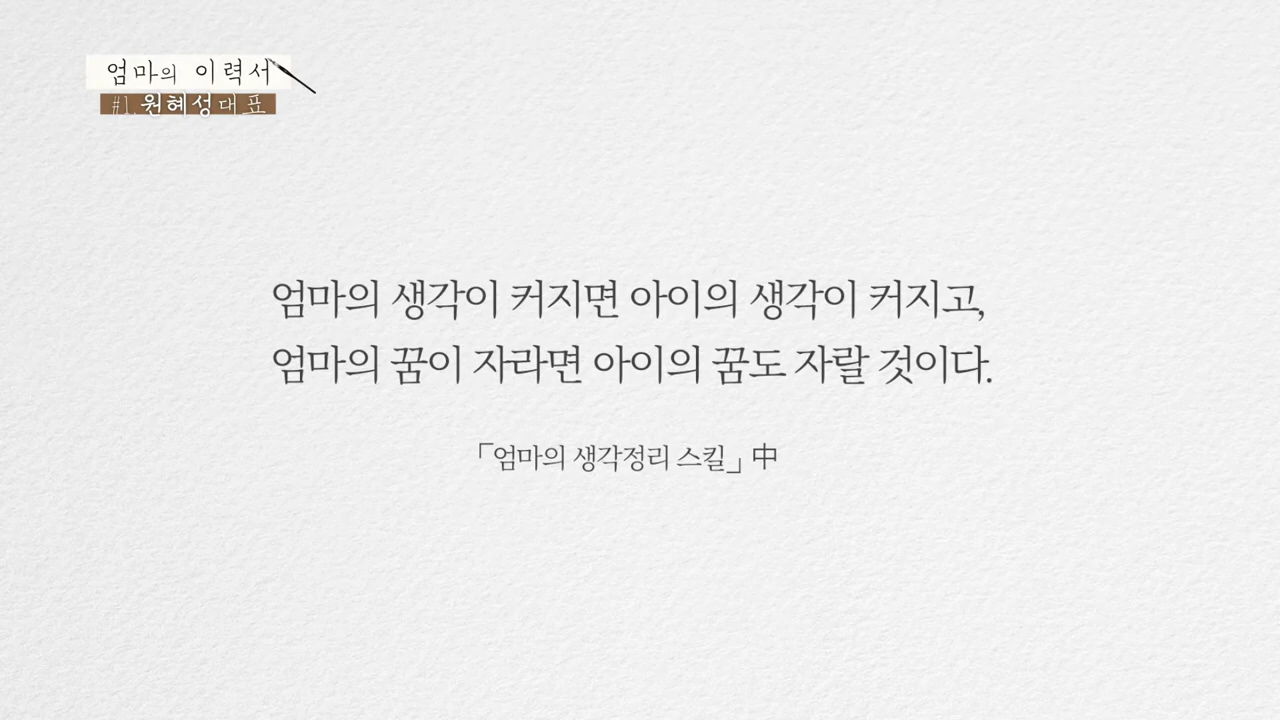 엄마의 이력서
#1. 원혜성대표
엄마의 생각이 커지면 아이의 생각이 커지고,
엄마의 꿈이 자라면 아이의 꿈도 자랄 것이다.
「엄마의 생각정리 스킬」 中